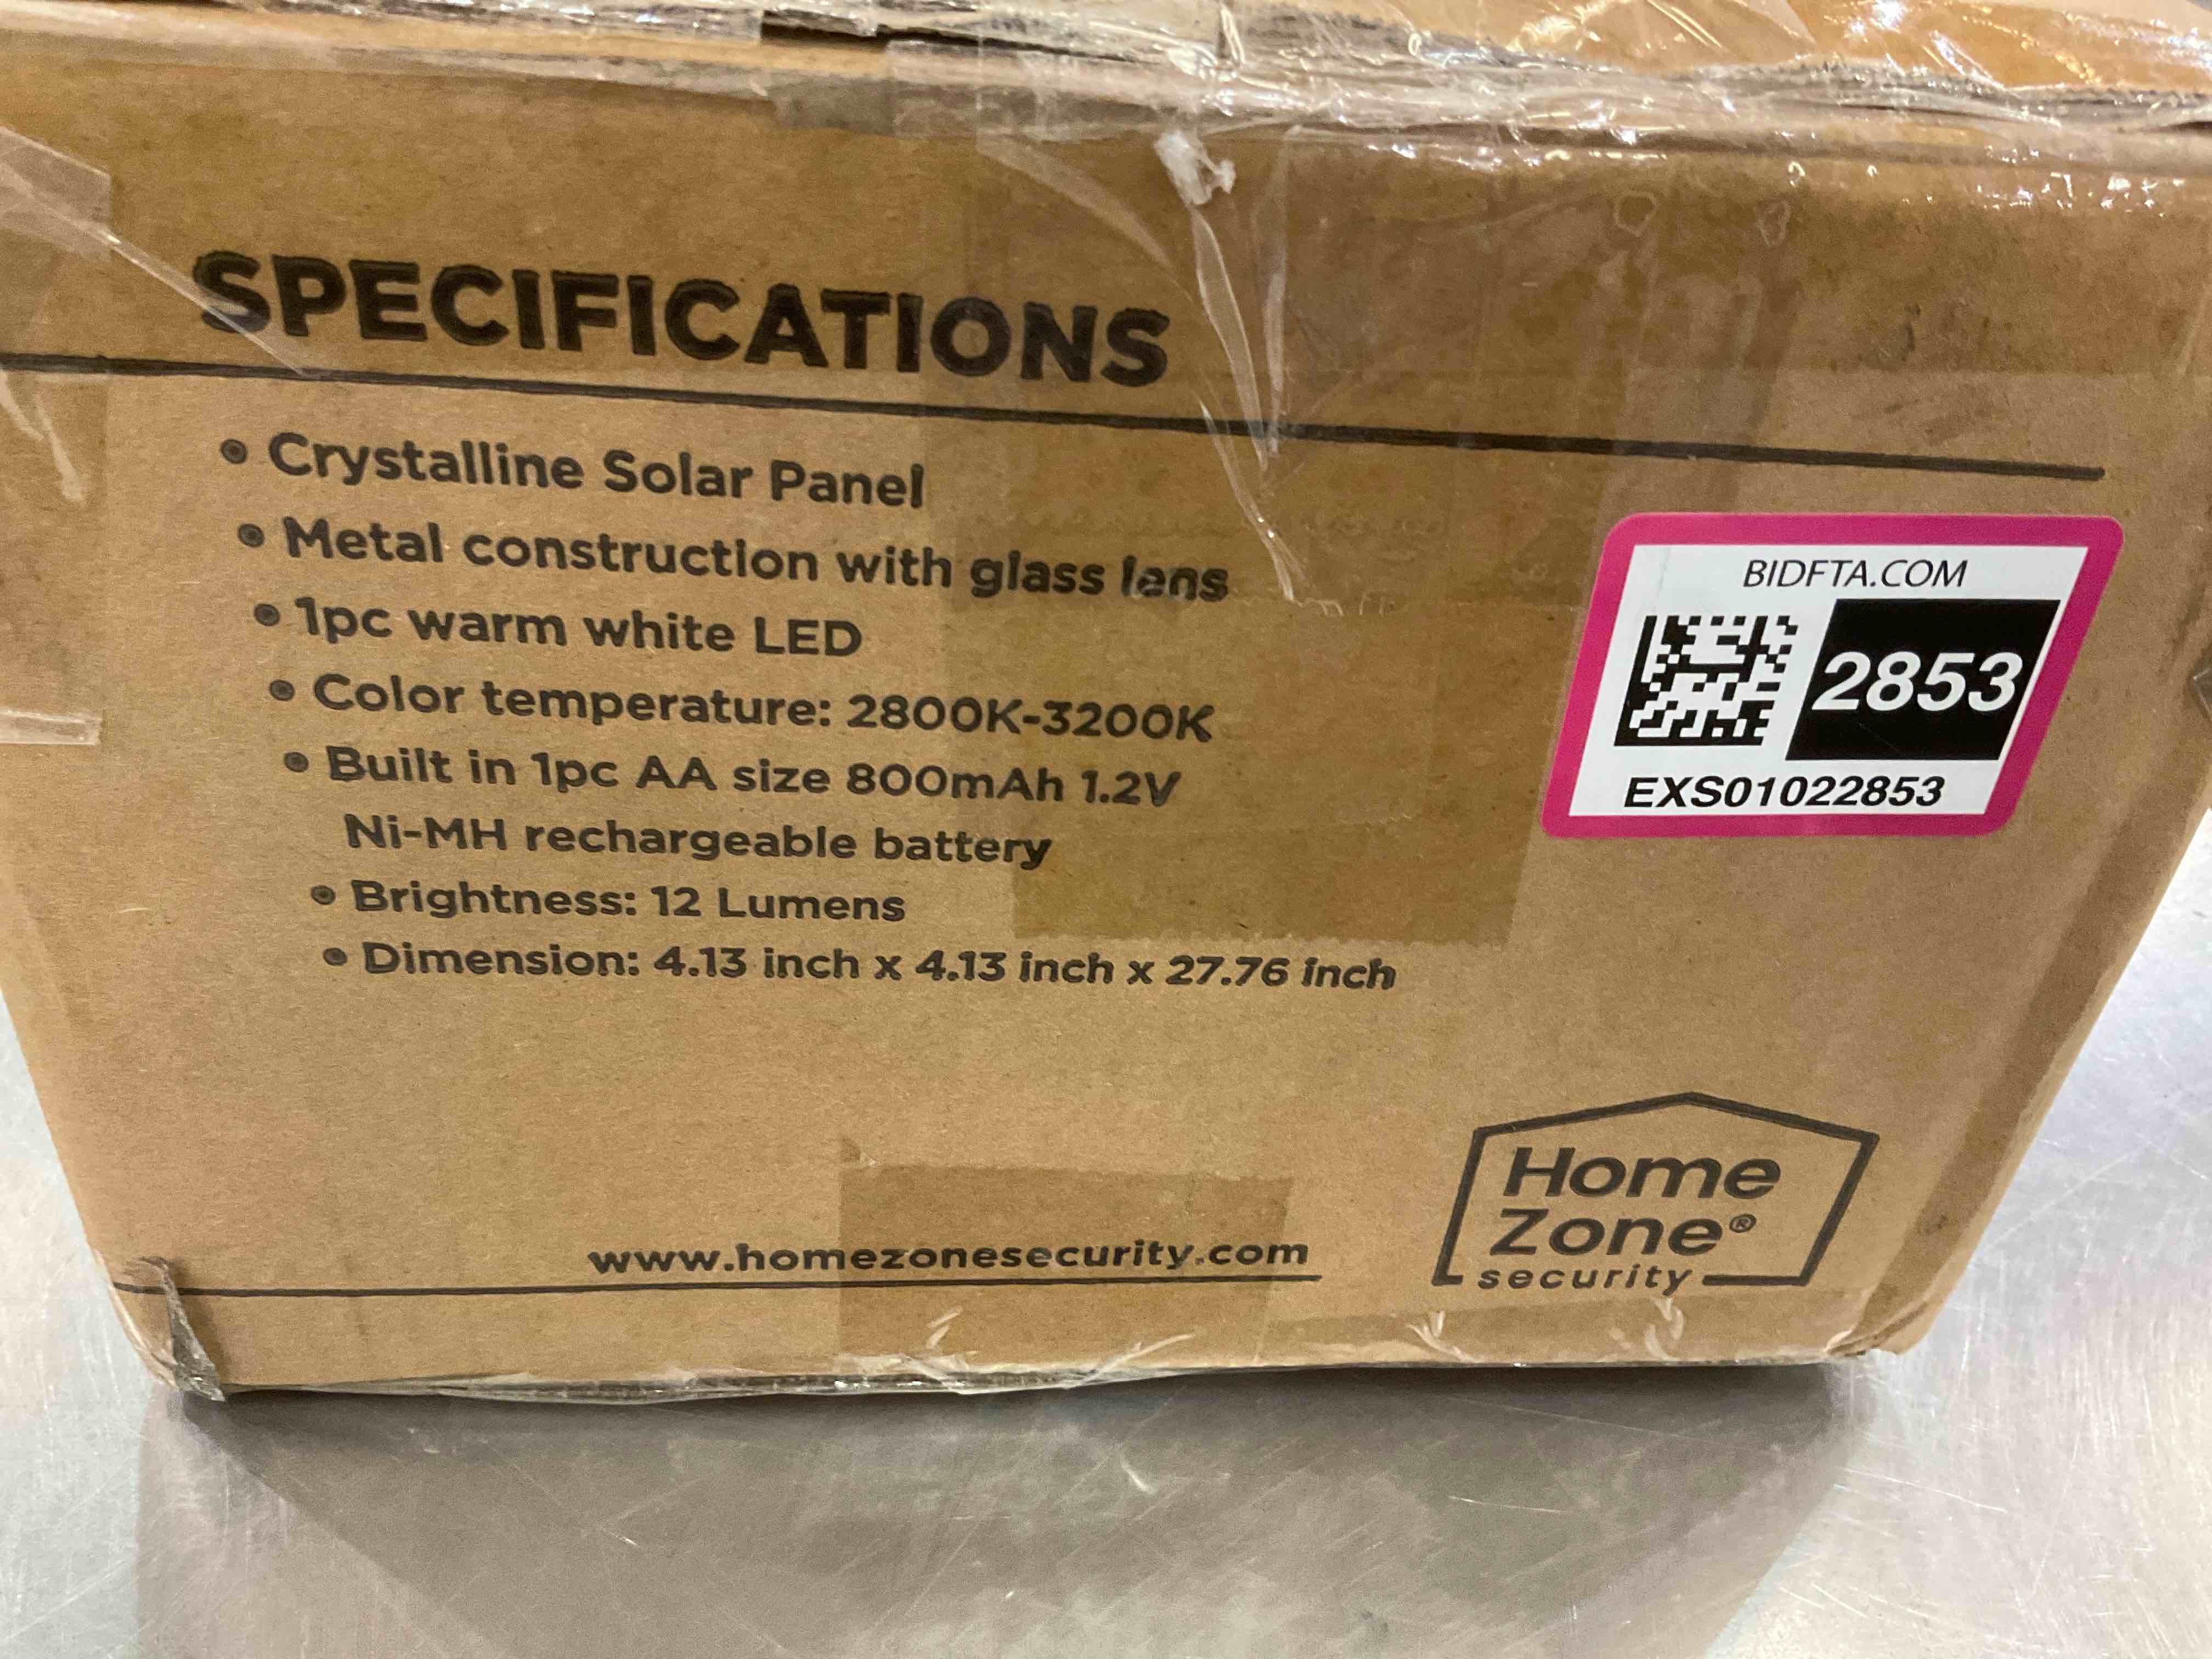 SPECIFICATIONS
• Crystalline Solar Panel
• Metal construction with glass lens
• 1pc warm white LED
• Color temperature: 2800K-3200K
• Built in 1pc AA size 800mAh 1.2V
Ni-MH rechargeable battery
• Brightness: 12 Lumens
• Dimension: 4.13 inch x 4.13 inch x 27.76 inch
BIDFTA.COM
2853
EXS01022853
www.homezonesecurity.com
Home
Zone®
security